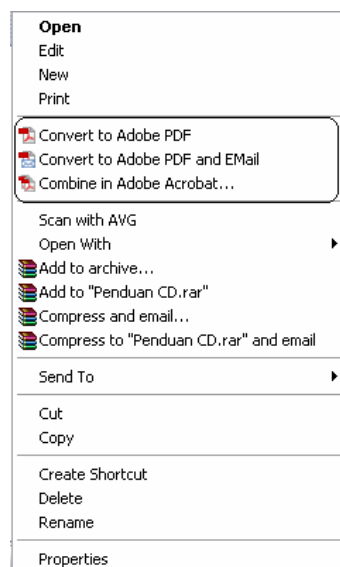 Open
Edit
New
Print
Convert to Adobe PDF
Convert to Adobe PDF and EMail
Combine in Adobe Acrobat...
Scan with AVG
Open With
Add to archive...
Add to "Penduan CD.rar"
Compress and email...
Compress to "Penduan CD.rar" and email
Send To
Cut
Copy
Create Shortcut
Delete
Rename
Properties